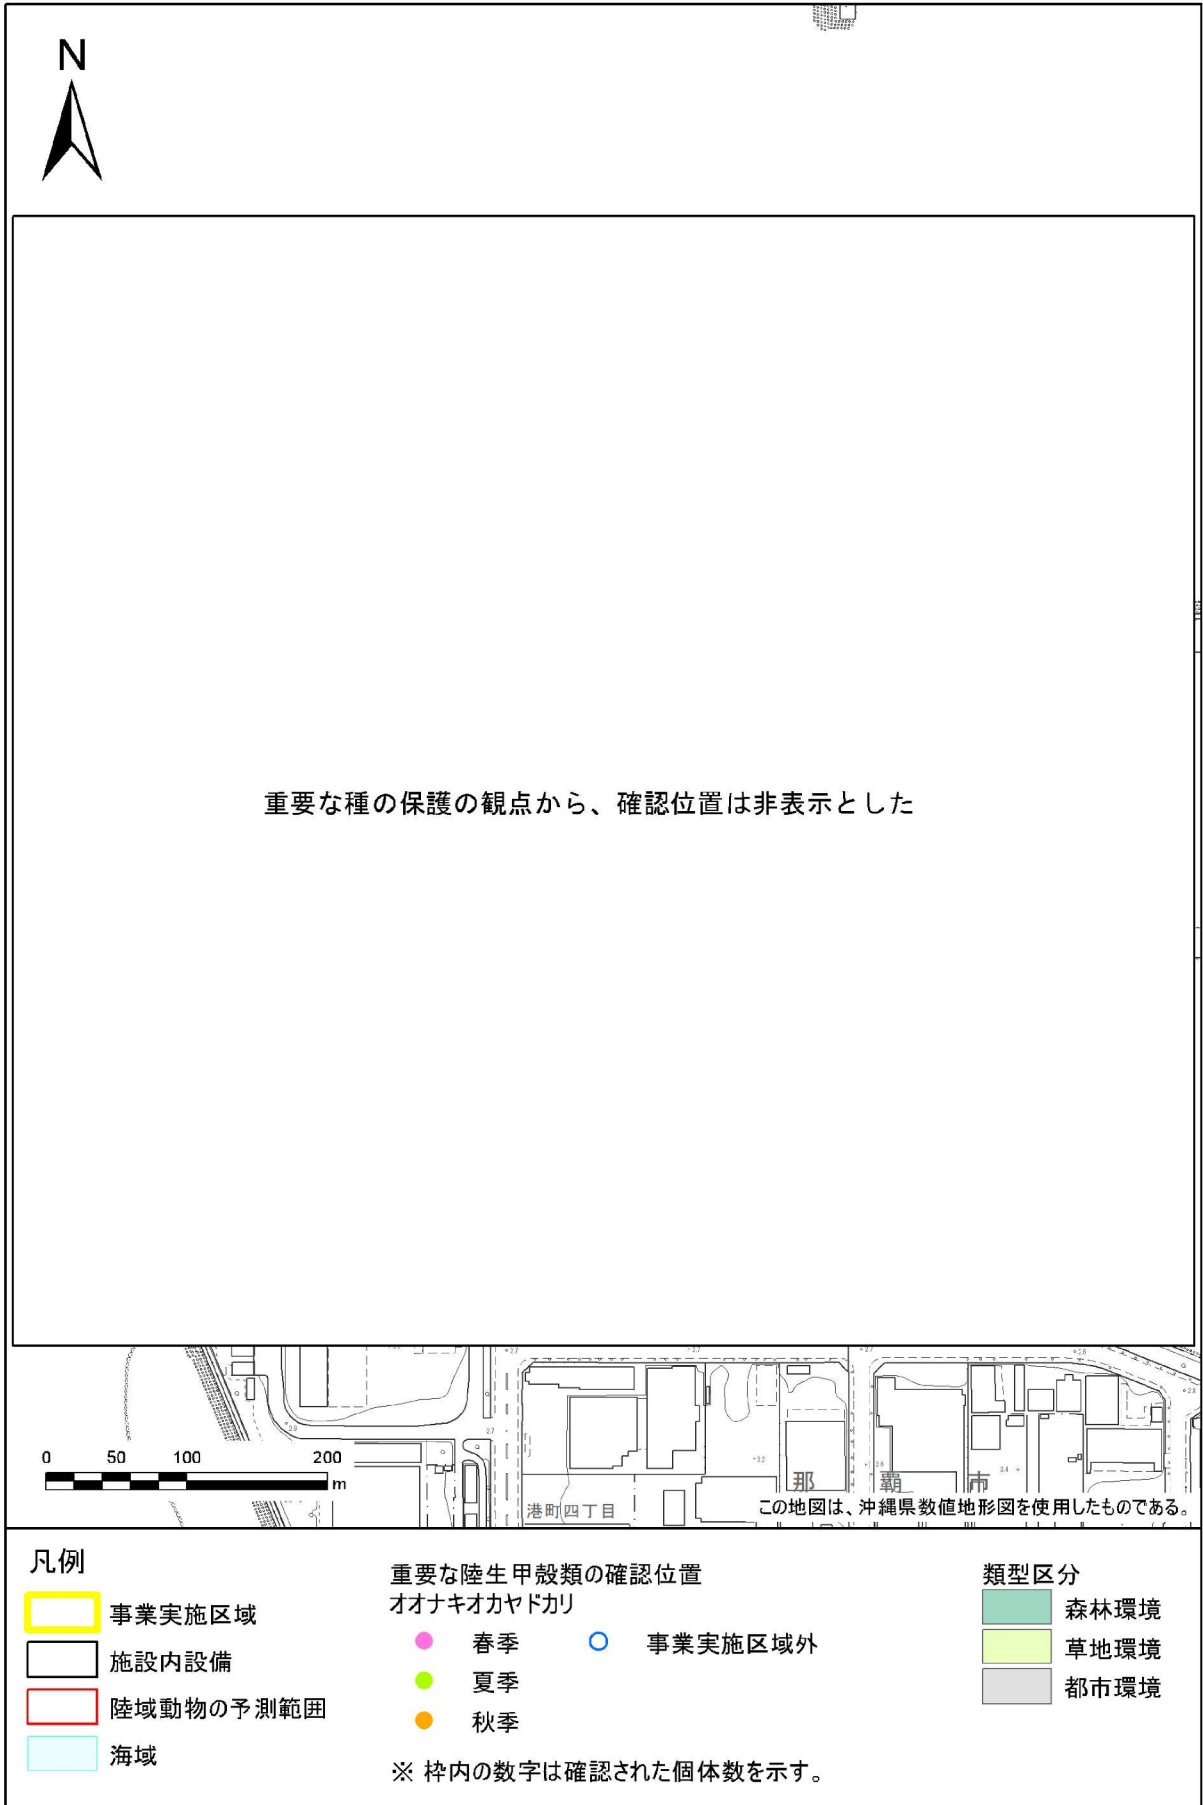 N
重要な種の保護の観点から、確認位置は非表示とした
0 50 100 200
m
港町四丁目
那覇市
この地図は、沖縄県数値地形図を使用したものである。
凡例
事業実施区域
施設内設備
陸域動物の予測範囲
海域
重要な陸生甲殻類の確認位置
オオナキオカヤドカリ
春季
事業実施区域外
夏季
秋季
※ 枠内の数字は確認された個体数を示す。
類型区分
森林環境
草地環境
都市環境